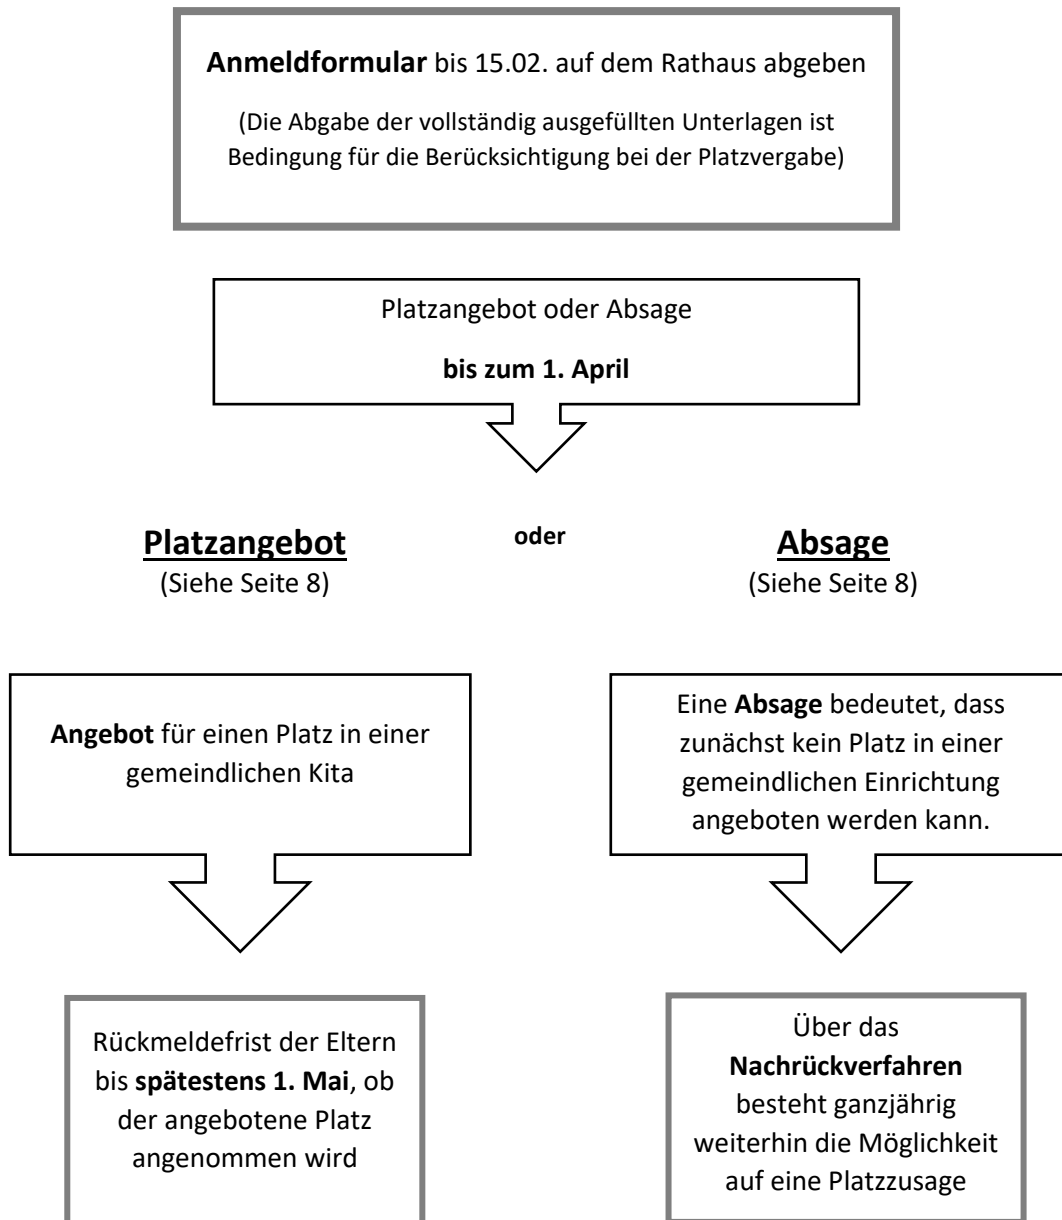 Anmeldformular bis 15.02. auf dem Rathaus abgeben
(Die Abgabe der vollständig ausgefüllten Unterlagen ist
Bedingung für die Berücksichtigung bei der Platzvergabe)
Platzangebot oder Absage
bis zum 1. April
Platzangebot
(Siehe Seite 8)
oder
Absage
(Siehe Seite 8)
Angebot für einen Platz in einer
gemeindlichen Kita
Eine Absage bedeutet, dass
zunächst kein Platz in einer
gemeindlichen Einrichtung
angeboten werden kann.
Rückmeldefrist der Eltern
bis spätestens 1. Mai, ob
der angebotene Platz
angenommen wird
Über das
Nachrückverfahren
besteht ganzjährig
weiterhin die Möglichkeit
auf eine Platzzusage